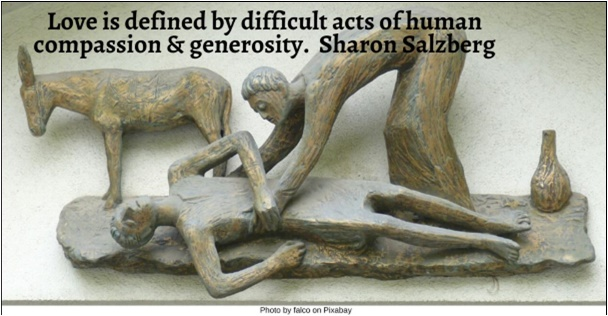 Love is defined by difficult acts of human
compassion & generosity.  Sharon Salzberg
Photo by falco on Pixabay